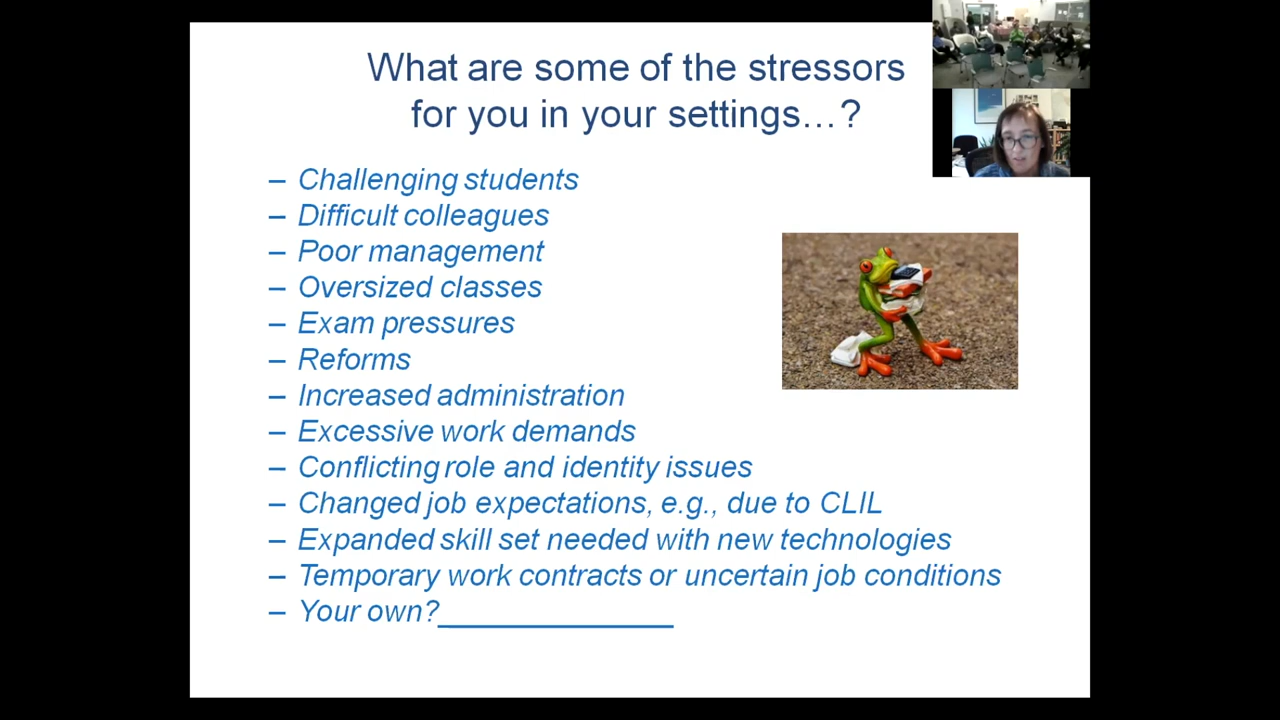 What are some of the stressors
for you in your settings…?
– Challenging students
– Difficult colleagues
– Poor management
– Oversized classes
– Exam pressures
– Reforms
– Increased administration
– Excessive work demands
– Conflicting role and identity issues
– Changed job expectations, e.g., due to CLIL
– Expanded skill set needed with new technologies
– Temporary work contracts or uncertain job conditions
– Your own?______________